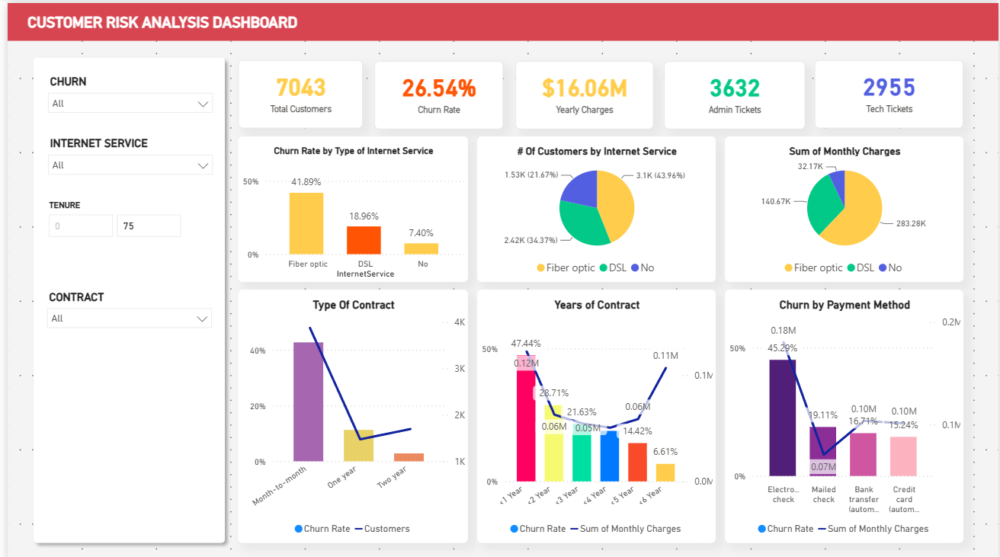 CUSTOMER RISK ANALYSIS DASHBOARD
CHURN
All
INTERNET SERVICE
All
TENURE
0 75
CONTRACT
All
7043
Total Customers
26.54%
Churn Rate
$16.06M
Yearly Charges
3632
Admin Tickets
2955
Tech Tickets
Churn Rate by Type of Internet Service
50%
41.89%
18.96%
7.40%
0%
Fiber optic DSL No
InternetService
# Of Customers by Internet Service
1.53K (21.67%) 3.1K (43.96%)
2.42K (34.37%)
Fiber optic DSL No
Sum of Monthly Charges
32.17K
140.67K
283.28K
Fiber optic DSL No
Type Of Contract
4K
40%
3K
20%
2K
0% 1K
Month-to-month One year Two year
Churn Rate Customers
Years of Contract
47.44%
50%
0.11M
0.12M
0.1M
28.71%
21.63%
0.06M
0.06M 0.05M
14.42%
6.61%
0% 0.0M
<1 Year <2 Year <3 Year <4 Year <5 Year <6 Year
Churn Rate Sum of Monthly Charges
Churn by Payment Method
0.2M
0.18M
50% 45.29%
0.10M 0.10M
19.11% 16.71% 15.24%
0.1M
0.07M
0%
Electro... Mailed Bank Credit
check check transfer card
(autom... (autom...
Churn Rate Sum of Monthly Charges